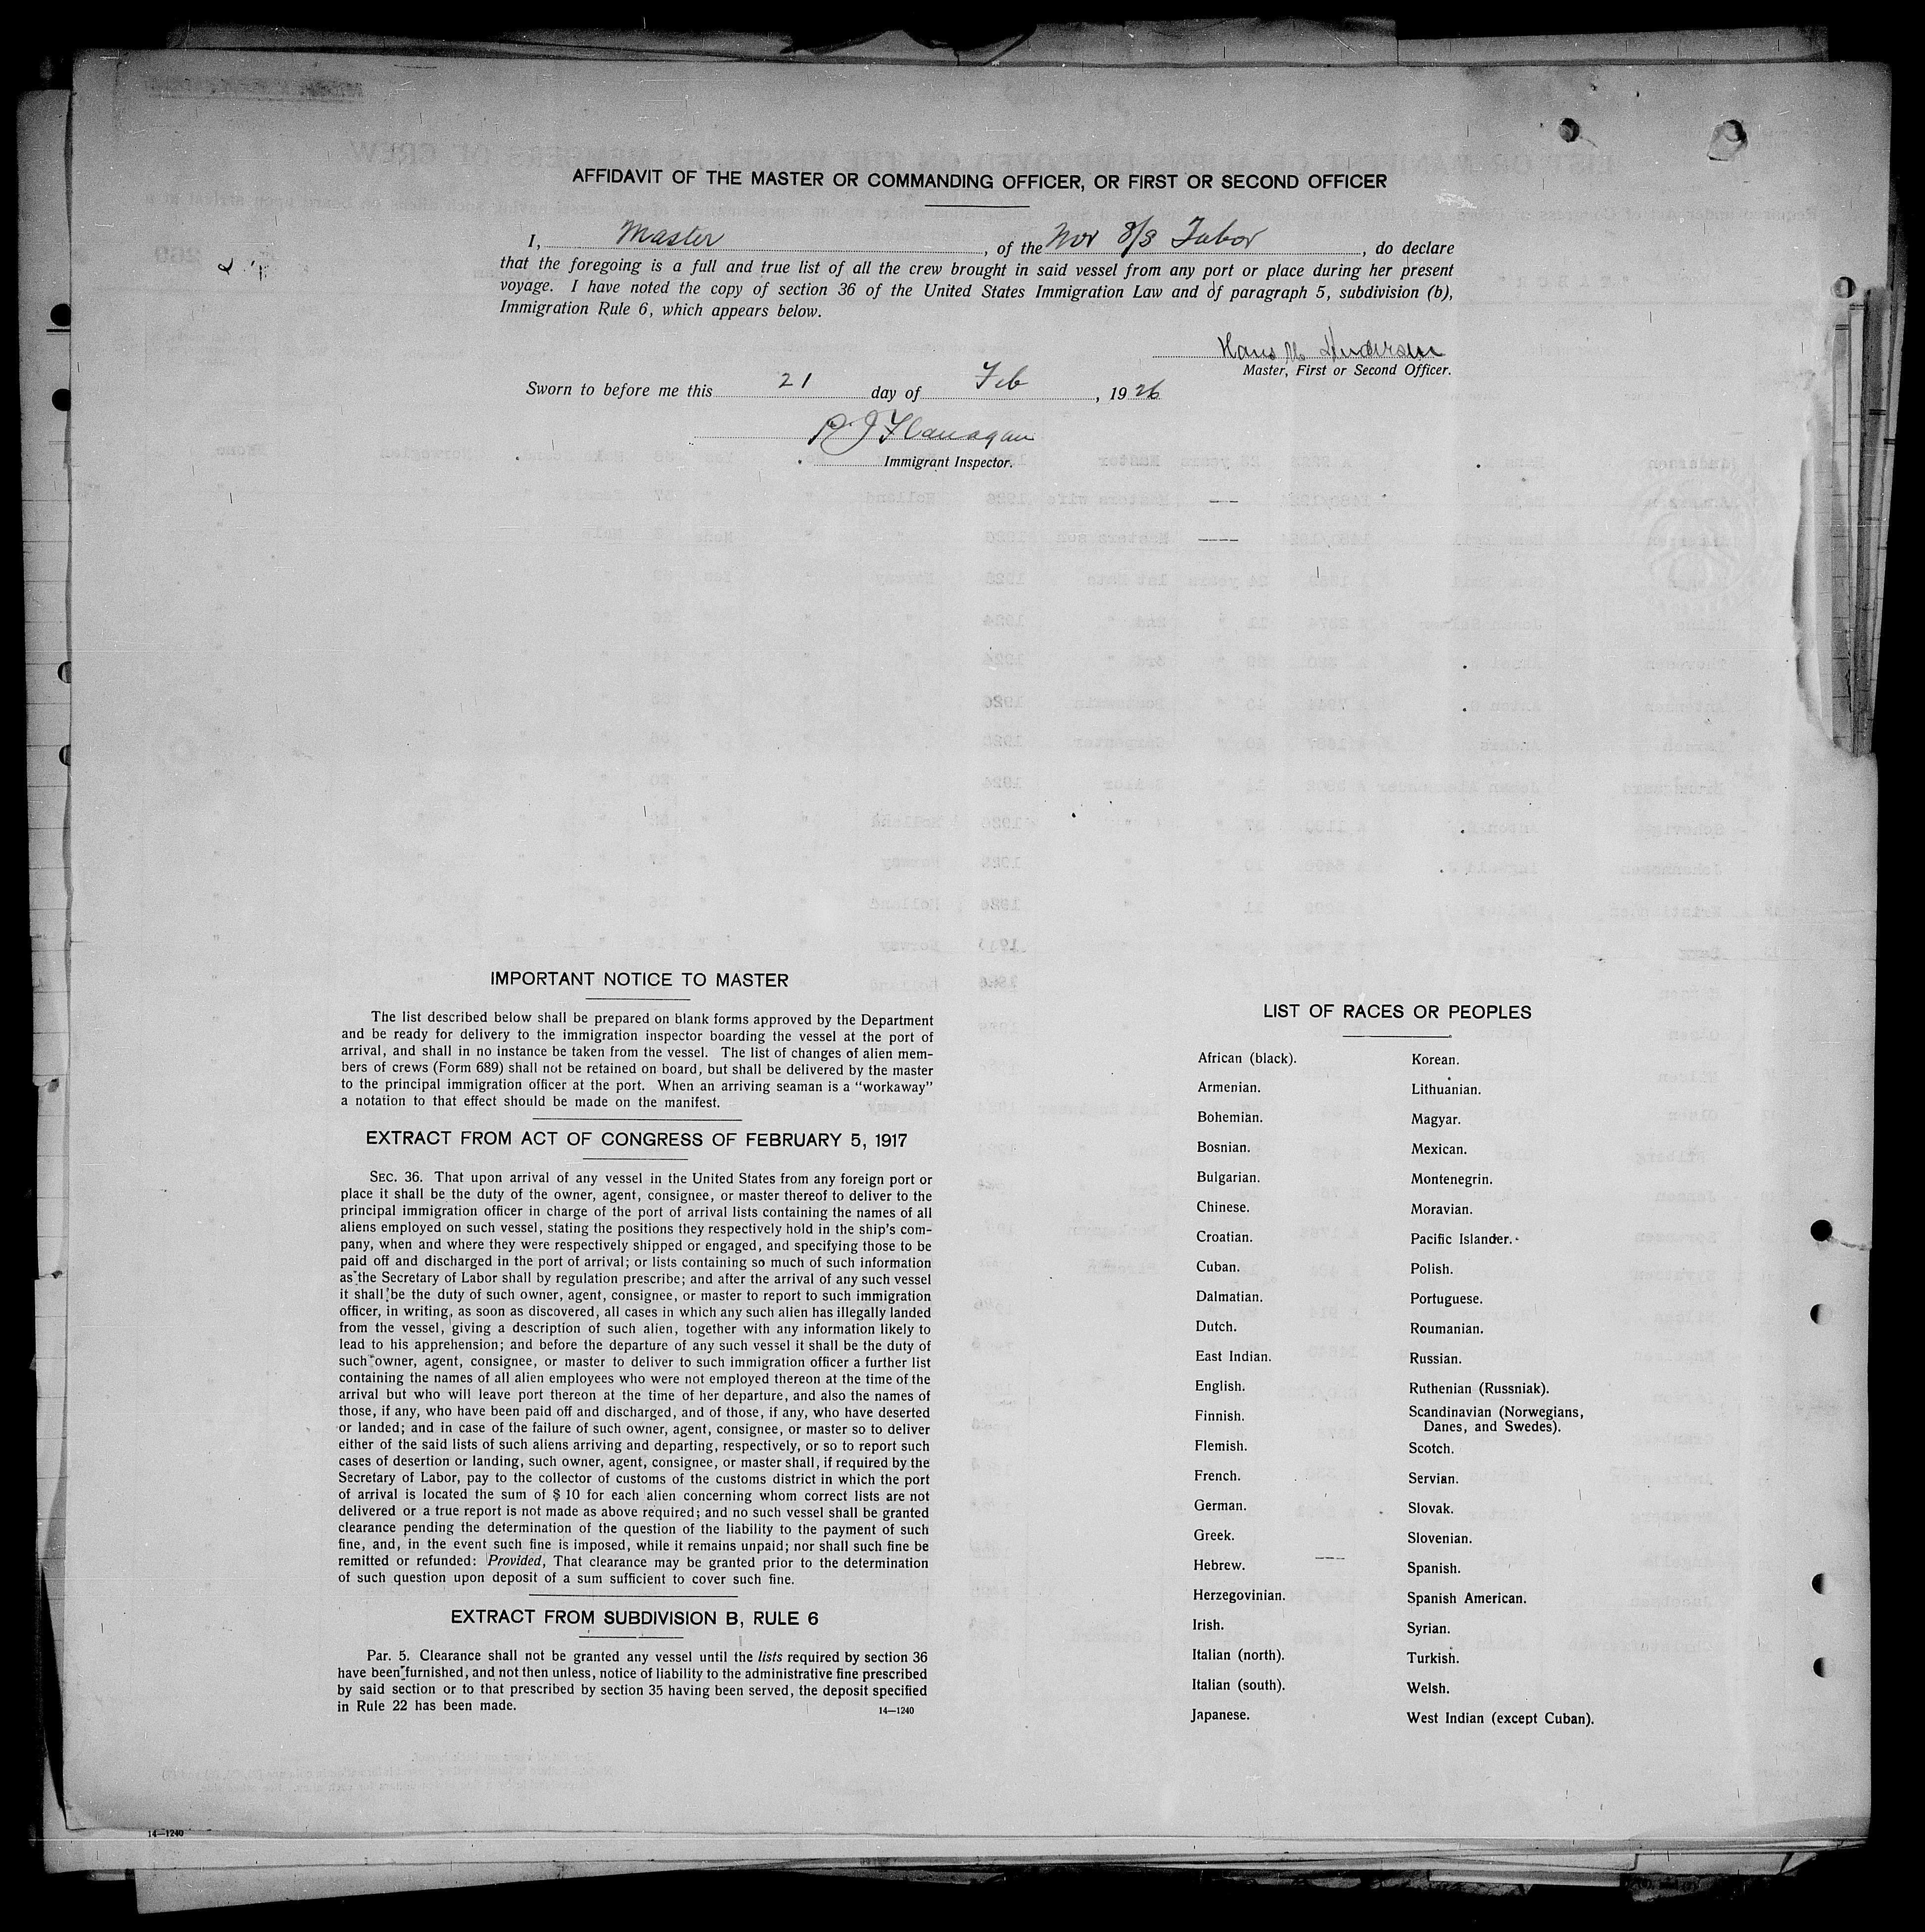 AFFIDAVIT OF THE MASTER OR COMMANDING OFFICER, OR FIRST OR SECOND OFFICER
I, Master, of the Nor S/S Tabor, do declare
that the foregoing is a full and true list of all the crew brought in said vessel from any port or place during her present
voyage. I have noted the copy of section 36 of the United States Immigration Law and of paragraph 5, subdivision (b),
Immigration Rule 6, which appears below.
Hans M. Andersen
Master, First or Second Officer.
Sworn to before me this 21 day of Feb, 1926
Flanagan
Immigrant Inspector.
IMPORTANT NOTICE TO MASTER
The list described below shall be prepared on blank forms approved by the Department
and be ready for delivery to the immigration inspector boarding the vessel at the port of
arrival, and shall in no instance be taken from the vessel. The list of changes of alien mem-
bers of crews (Form 689) shall not be retained on board, but shall be delivered by the master
to the principal immigration officer at the port. When an arriving seaman is a "workaway"
a notation to that effect should be made on the manifest.
EXTRACT FROM ACT OF CONGRESS OF FEBRUARY 5, 1917
SEC. 36. That upon arrival of any vessel in the United States from any foreign port or
place it shall be the duty of the owner, agent, consignee, or master thereof to deliver to the
principal immigration officer in charge of the port of arrival lists containing the names of all
aliens employed on such vessel, stating the positions they respectively hold in the ship's com-
pany, when and where they were respectively shipped or engaged, and specifying those to be
paid off and discharged in the port of arrival; or lists containing so much of such information
as the Secretary of Labor shall by regulation prescribe; and after the arrival of any such vessel
it shall be the duty of such owner, agent, consignee, or master to report to such immigration
officer, in writing, as soon as discovered, all cases in which any such alien has illegally landed
from the vessel, giving a description of such alien, together with any information likely to
lead to his apprehension; and before the departure of any such vessel it shall be the duty of
such owner, agent, consignee, or master to deliver to such immigration officer a further list
containing the names of all alien employees who were not employed thereon at the time of the
arrival but who will leave port thereon at the time of her departure, and also the names of
those, if any, who have been paid off and discharged, and of those, if any, who have deserted
or landed; and in case of the failure of such owner, agent, consignee, or master so to deliver
either of the said lists of such aliens arriving and departing, respectively, or so to report such
cases of desertion or landing, such owner, agent, consignee, or master shall, if required by the
Secretary of Labor, pay to the collector of customs of the customs district in which the port
of arrival is located the sum of $10 for each alien concerning whom correct lists are not
delivered or a true report is not made as above required; and no such vessel shall be granted
clearance pending the determination of the question of the liability to the payment of such
fine, and, in the event such fine is imposed, while it remains unpaid; nor shall such fine be
remitted or refunded: Provided, That clearance may be granted prior to the determination
of such question upon deposit of a sum sufficient to cover such fine.
EXTRACT FROM SUBDIVISION B, RULE 6
Par. 5. Clearance shall not be granted any vessel until the lists required by section 36
have been furnished, and not then unless, notice of liability to the administrative fine prescribed
by said section or to that prescribed by section 35 having been served, the deposit specified
in Rule 22 has been made.
14—1240
LIST OF RACES OR PEOPLES
African (black).
Armenian.
Bohemian.
Bosnian.
Bulgarian.
Chinese.
Croatian.
Cuban.
Dalmatian.
Dutch.
East Indian.
English.
Finnish.
Flemish.
French.
German.
Greek.
Hebrew.
Herzegovinian.
Irish.
Italian (north).
Italian (south).
Japanese.
Korean.
Lithuanian.
Magyar.
Mexican.
Montenegrin.
Moravian.
Pacific Islander.
Polish.
Portuguese.
Roumanian.
Russian.
Ruthenian (Russniak).
Scandinavian (Norwegians,
Danes, and Swedes).
Scotch.
Servian.
Slovak.
Slovenian.
Spanish.
Spanish American.
Syrian.
Turkish.
Welsh.
West Indian (except Cuban).
14—1240